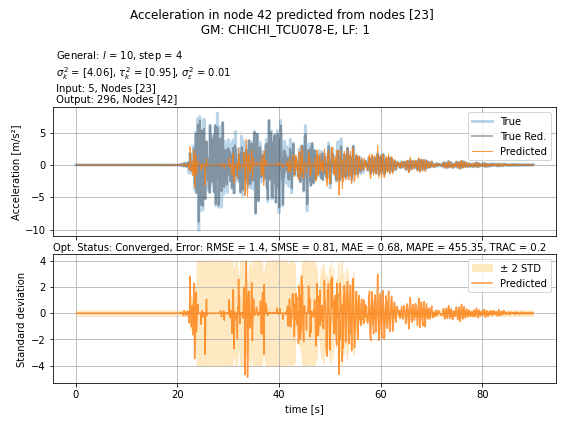 Acceleration in node 42 predicted from nodes [23]
GM: CHICHI_TCU078-E, LF: 1
General: l = 10, step = 4
σ²ₖ = [4.06], τ²ₖ = [0.95], σ²ε = 0.01
Input: 5, Nodes [23]
Output: 296, Nodes [42]
Acceleration [m/s²]
5
0
−5
−10
True
True Red.
Predicted
Opt. Status: Converged, Error: RMSE = 1.4, SMSE = 0.81, MAE = 0.68, MAPE = 455.35, TRAC = 0.2
Standard deviation
4
2
0
−2
−4
± 2 STD
Predicted
0 20 40 60 80
time [s]